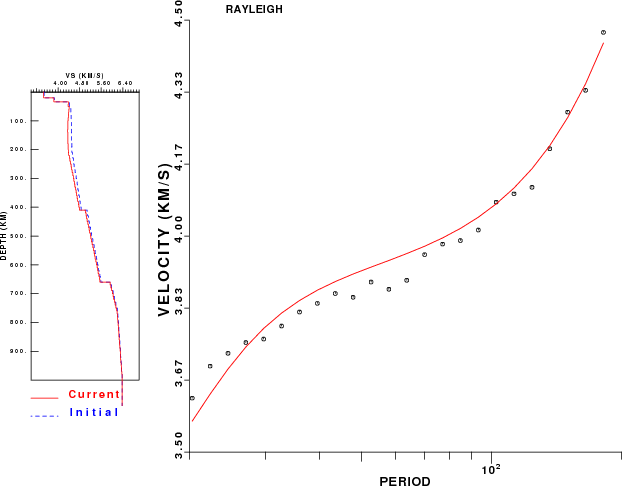 RAYLEIGH
VS (KM/S)
4.00 4.80 5.60 6.40
DEPTH (KM)
100.
200.
300.
400.
500.
600.
700.
800.
900.
Current
Initial
VELOCITY (KM/S)
4.50
4.33
4.17
4.00
3.83
3.67
3.50
10²
PERIOD